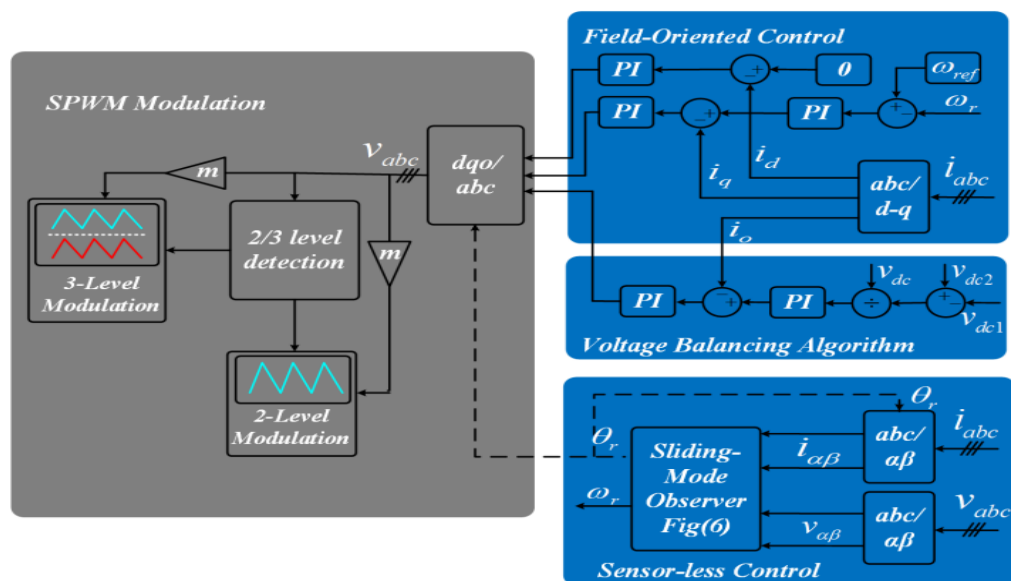 Field-Oriented Control
PI
− +
0
ω_ref
PI
− +
PI
+ −
ω_r
i_d
i_q
abc/
d-q
i_abc
i_o
SPWM Modulation
v_abc
dqo/
abc
m
2/3 level
detection
m
3-Level
Modulation
2-Level
Modulation
v_dc
v_dc2
PI
− +
PI
÷
+ −
v_dc1
Voltage Balancing Algorithm
θ_r
θ_r
ω_r
Sliding-
Mode
Observer
Fig(6)
i_αβ
abc/
αβ
i_abc
v_αβ
abc/
αβ
v_abc
Sensor-less Control